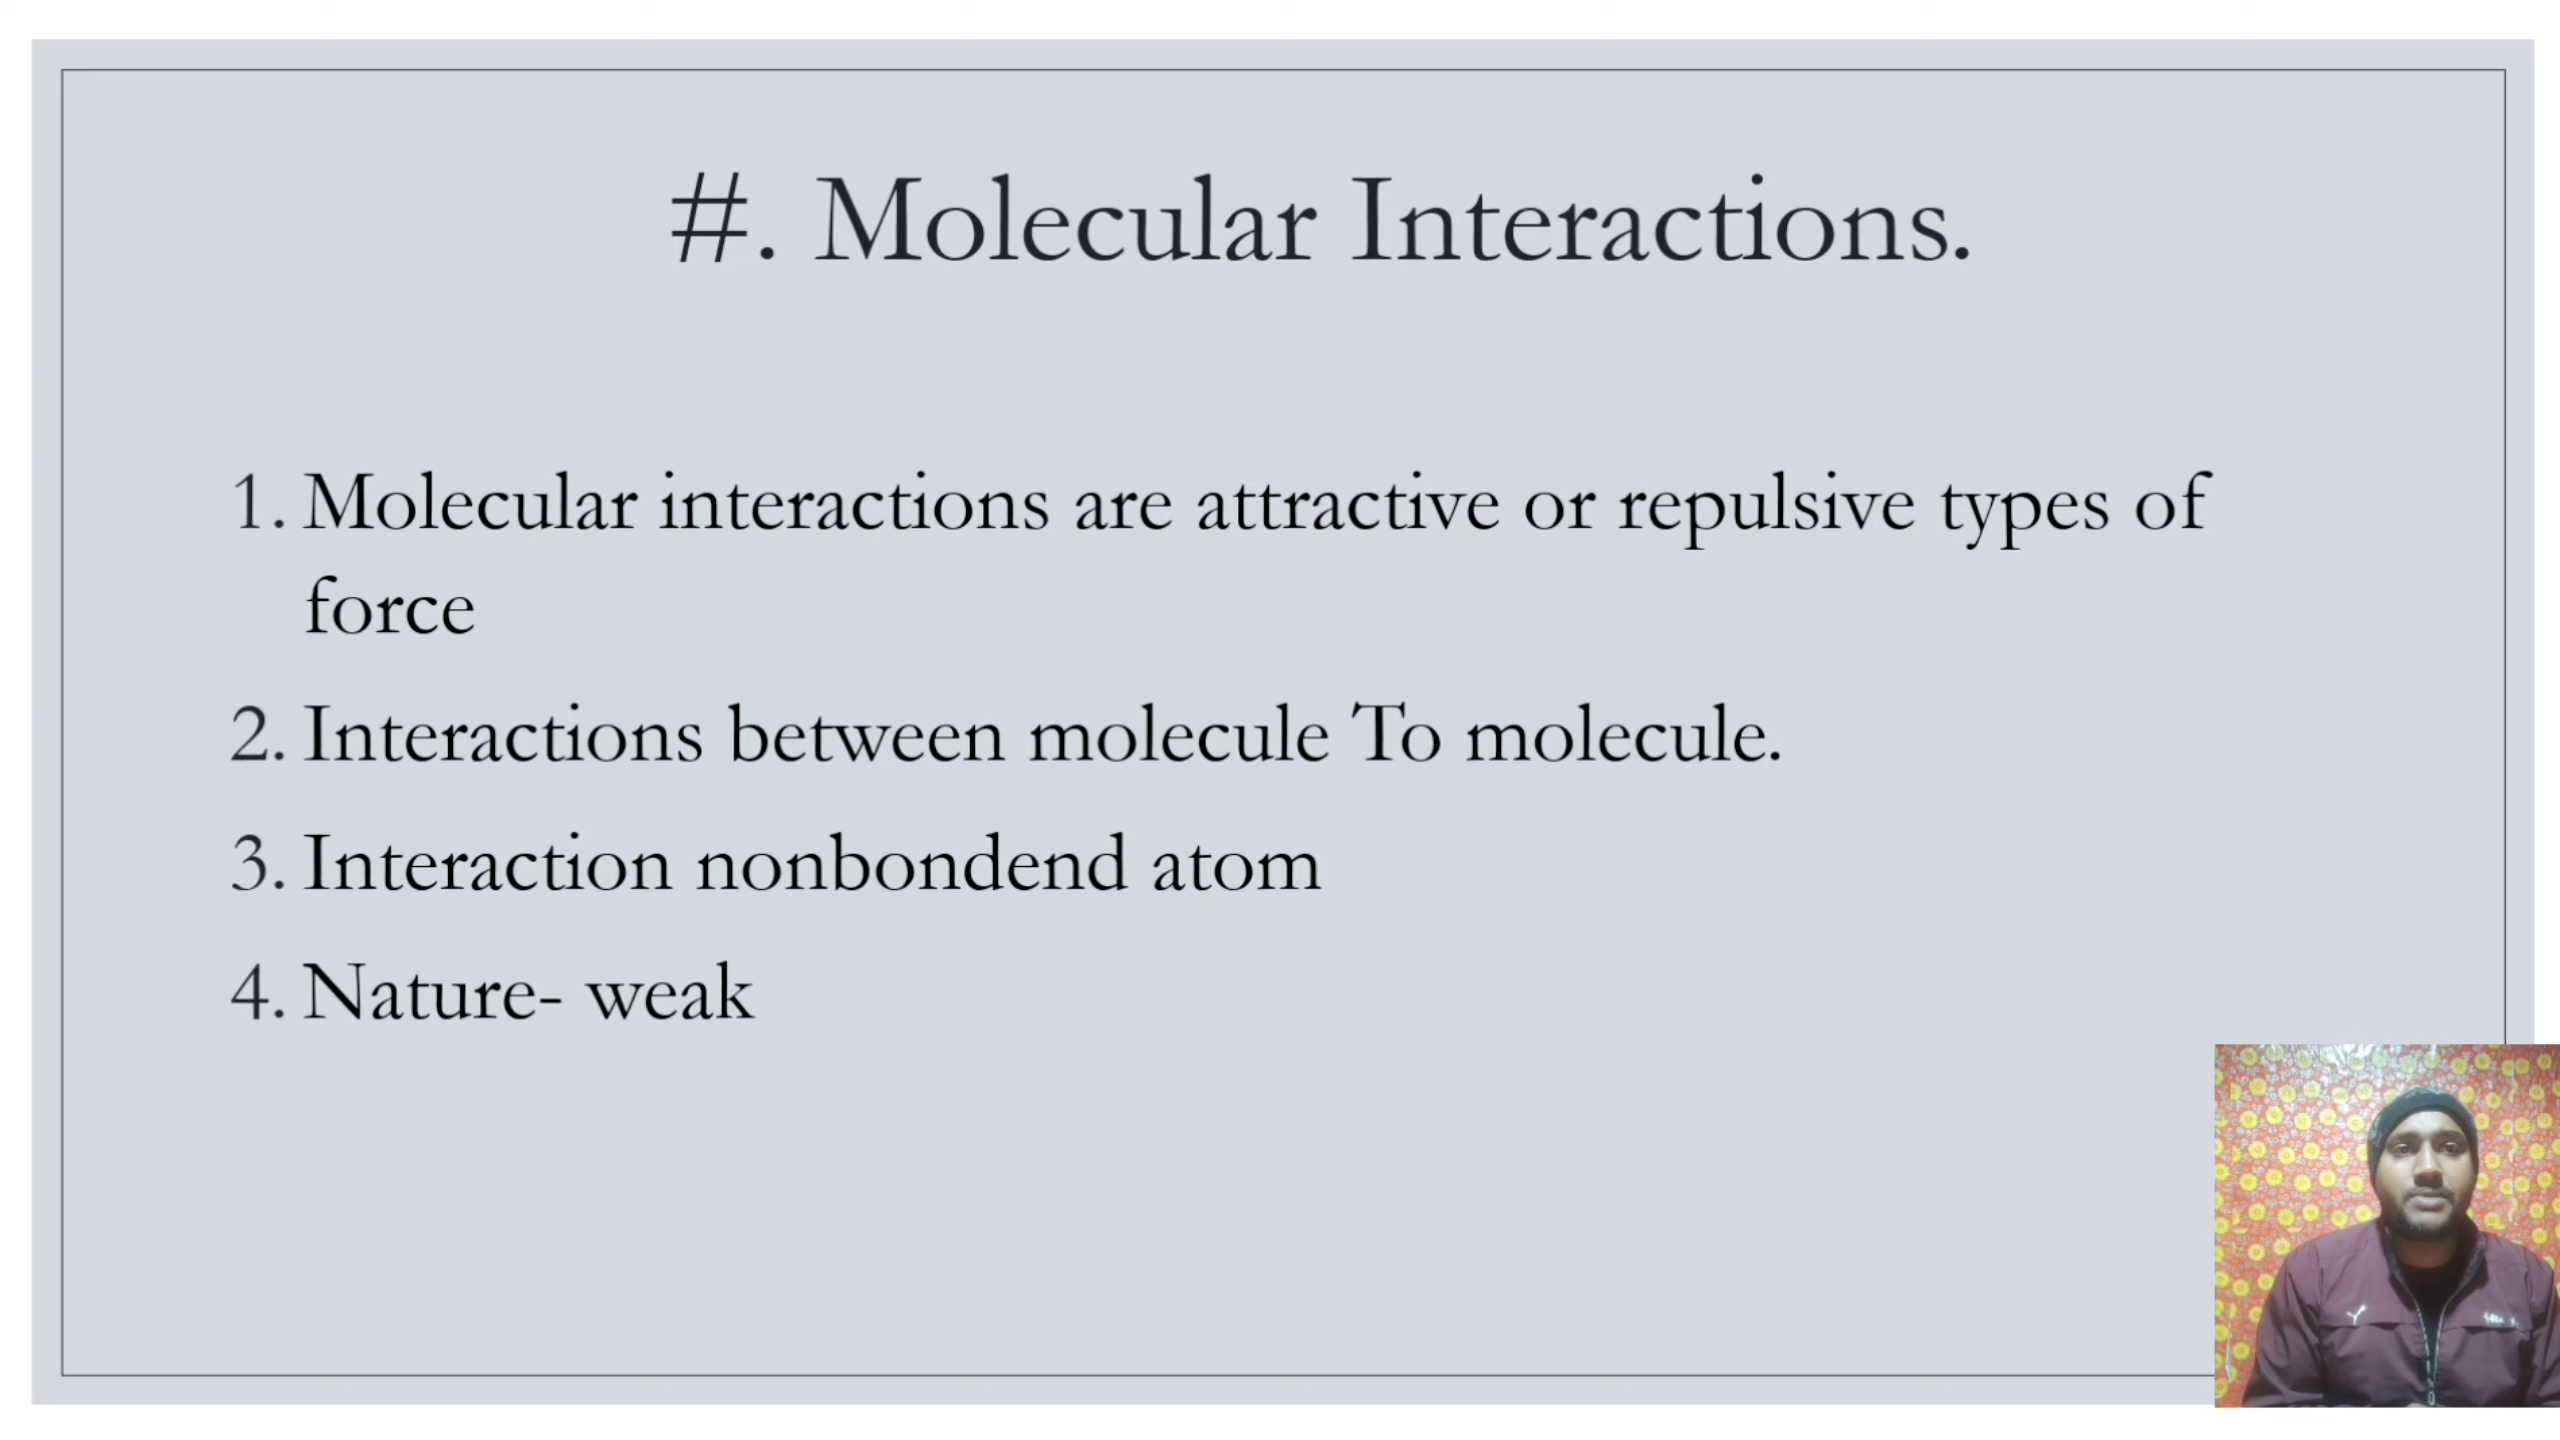 #. Molecular Interactions.
1. Molecular interactions are attractive or repulsive types of
force
2. Interactions between molecule To molecule.
3. Interaction nonbondend atom
4. Nature- weak